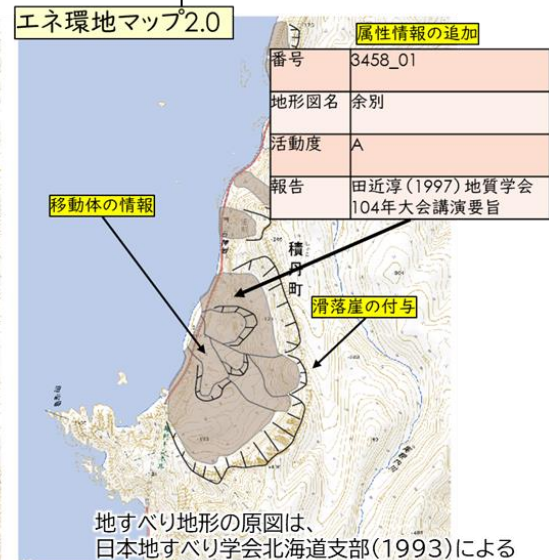 エネ環地マップ2.0
属性情報の追加
番号 3458_01
地形図名 余別
活動度 A
報告 田近淳(1997)地質学会
104年大会講演要旨
移動体の情報
積丹町
滑落崖の付与
地すべり地形の原図は、
日本地すべり学会北海道支部(1993)による